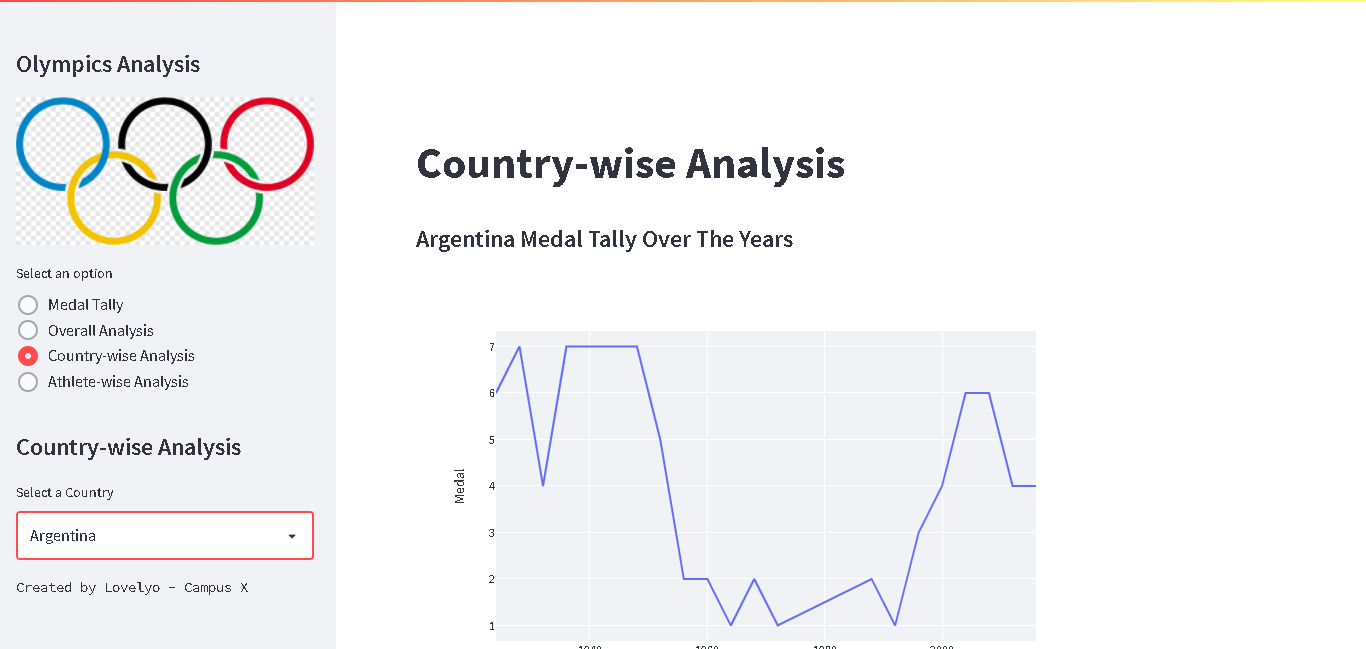 Olympics Analysis
Select an option
Medal Tally
Overall Analysis
Country-wise Analysis
Athlete-wise Analysis
Country-wise Analysis
Select a Country
Argentina
Created by Lovelyo - Campus X
Country-wise Analysis
Argentina Medal Tally Over The Years
7
6
5
4
3
2
1
Medal